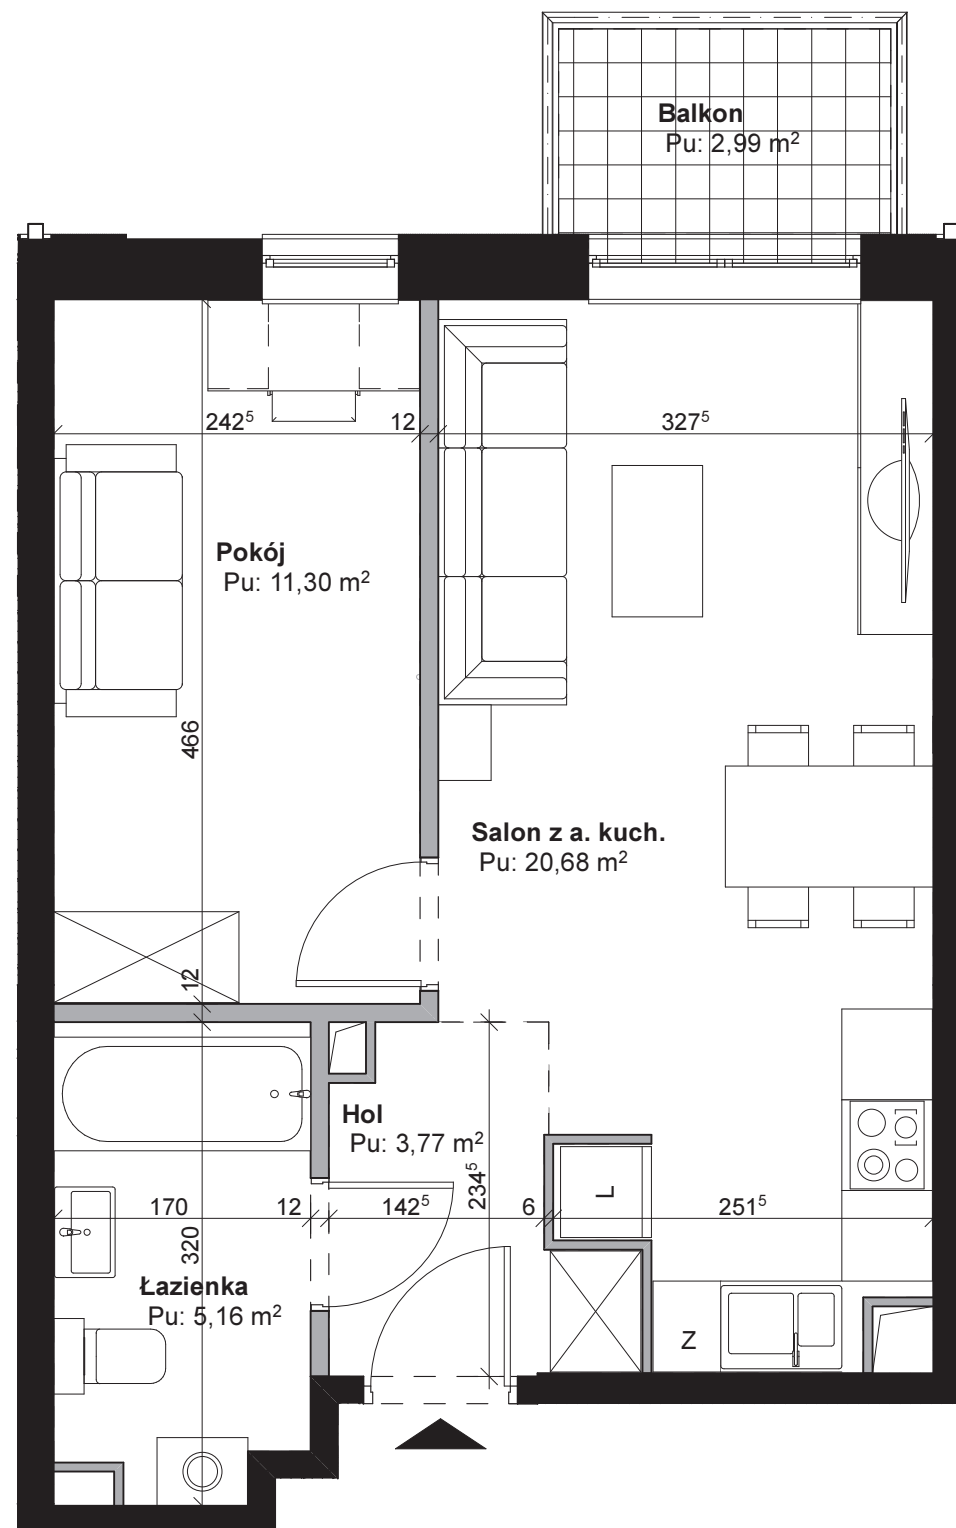 Balkon
Pu: 2,99 m²
242⁵
12
327⁵
Pokój
Pu: 11,30 m²
466
Salon z a. kuch.
Pu: 20,68 m²
12
Hol
Pu: 3,77 m²
234⁵
L
170
12
142⁵
6
251⁵
320
Łazienka
Pu: 5,16 m²
Z